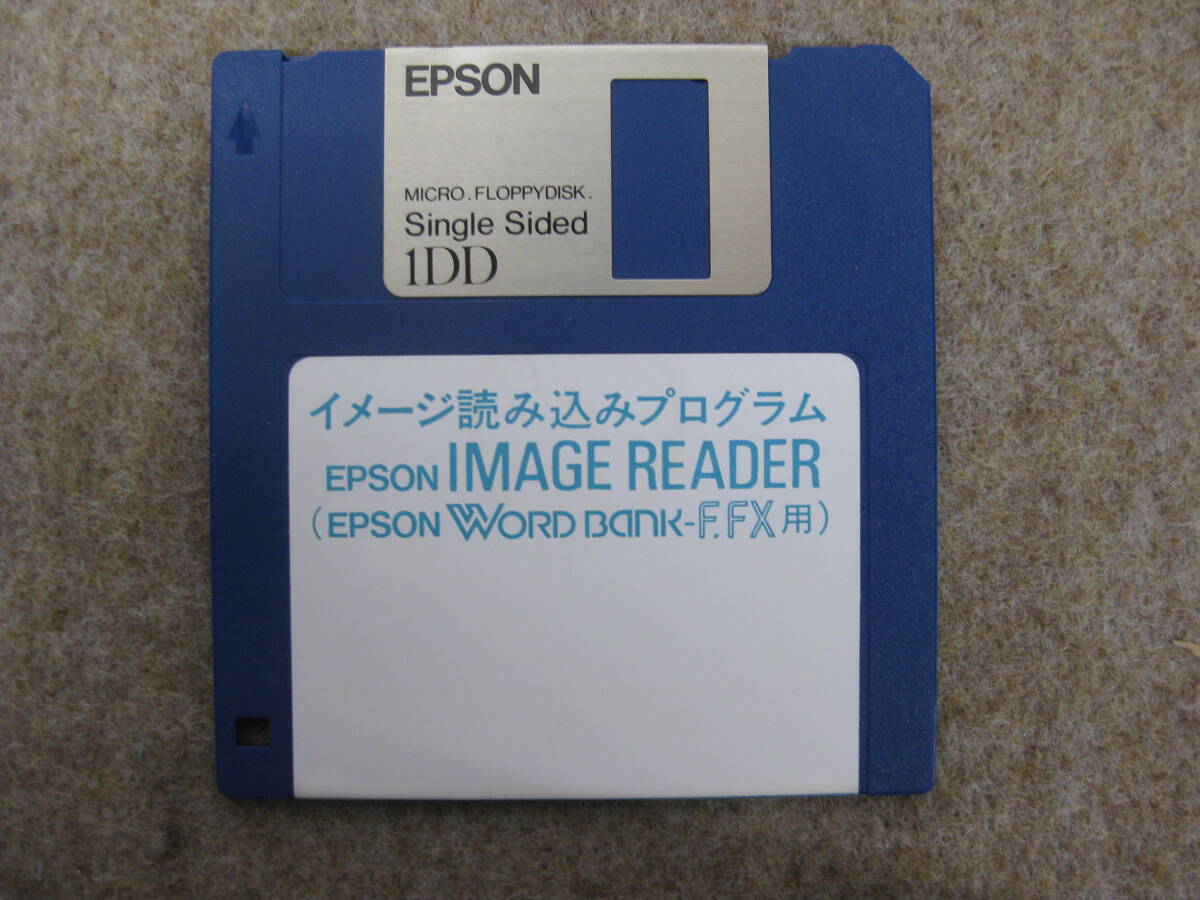 EPSON
MICRO.FLOPPYDISK.
Single Sided
1DD
イメージ読み込みプログラム
EPSON IMAGE READER
(EPSON WORD BANK-F.FX用)